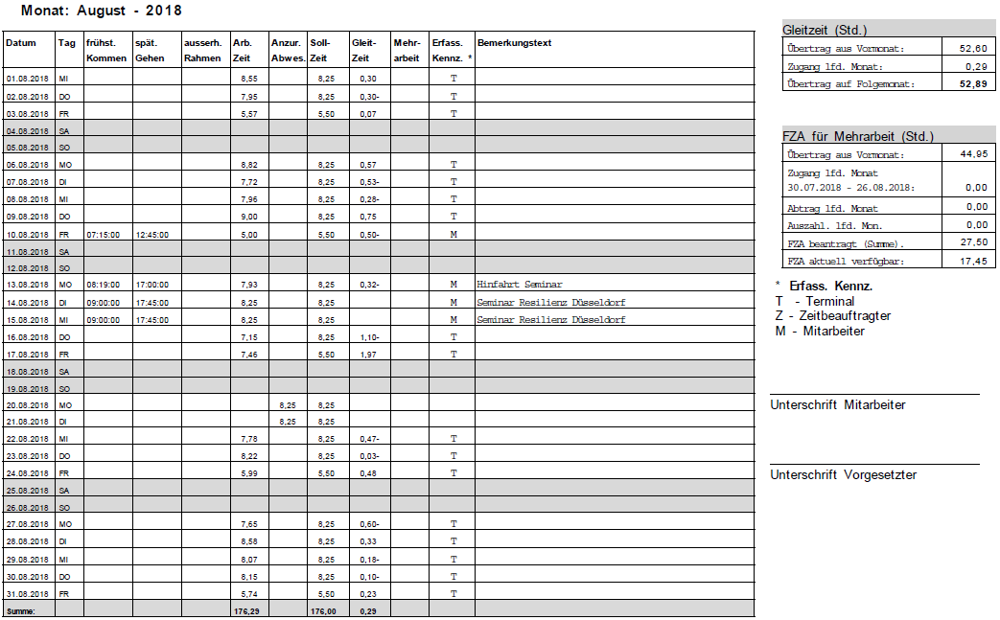 Monat: August - 2018
Datum Tag frühst. Kommen spät. Gehen ausserh. Rahmen Arb. Zeit Anzur. Abwes. Soll- Zeit Gleit- Zeit Mehr- arbeit Erfass. Kennz. * Bemerkungstext
01.08.2018 MI 8,55 8,25 0,30 T
02.08.2018 DO 7,95 8,25 0,30- T
03.08.2018 FR 5,57 5,50 0,07 T
04.08.2018 SA
05.08.2018 SO
06.08.2018 MO 8,82 8,25 0,57 T
07.08.2018 DI 7,72 8,25 0,53- T
08.08.2018 MI 7,96 8,25 0,28- T
09.08.2018 DO 9,00 8,25 0,75 T
10.08.2018 FR 07:15:00 12:45:00 5,00 5,50 0,50- M
11.08.2018 SA
12.08.2018 SO
13.08.2018 MO 08:19:00 17:00:00 7,93 8,25 0,32- M Hinfahrt Seminar
14.08.2018 DI 09:00:00 17:45:00 8,25 8,25 M Seminar Resilienz Düsseldorf
15.08.2018 MI 09:00:00 17:45:00 8,25 8,25 M Seminar Resilienz Düsseldorf
16.08.2018 DO 7,15 8,25 1,10- T
17.08.2018 FR 7,46 5,50 1,97 T
18.08.2018 SA
19.08.2018 SO
20.08.2018 MO 8,25 8,25
21.08.2018 DI 8,25 8,25
22.08.2018 MI 7,78 8,25 0,47- T
23.08.2018 DO 8,22 8,25 0,03- T
24.08.2018 FR 5,99 5,50 0,48 T
25.08.2018 SA
26.08.2018 SO
27.08.2018 MO 7,65 8,25 0,60- T
28.08.2018 DI 8,58 8,25 0,33 T
29.08.2018 MI 8,07 8,25 0,18- T
30.08.2018 DO 8,15 8,25 0,10- T
31.08.2018 FR 5,74 5,50 0,23 T
Summe: 176,29 176,00 0,29
Gleitzeit (Std.)
Übertrag aus Vormonat: 52,60
Zugang lfd. Monat: 0,29
Übertrag auf Folgemonat: 52,89
FZA für Mehrarbeit (Std.)
Übertrag aus Vormonat: 44,95
Zugang lfd. Monat
30.07.2018 - 26.08.2018: 0,00
Abtrag lfd. Monat 0,00
Auszahl. lfd. Mon. 0,00
FZA beantragt (Summe). 27,50
FZA aktuell verfügbar: 17,45
* Erfass. Kennz.
T - Terminal
Z - Zeitbeauftragter
M - Mitarbeiter
Unterschrift Mitarbeiter
Unterschrift Vorgesetzter